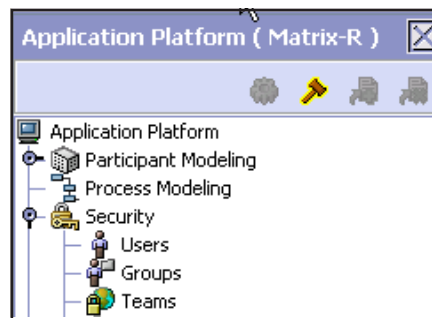 Application Platform ( Matrix-R )
Application Platform
Participant Modeling
Process Modeling
Security
Users
Groups
Teams